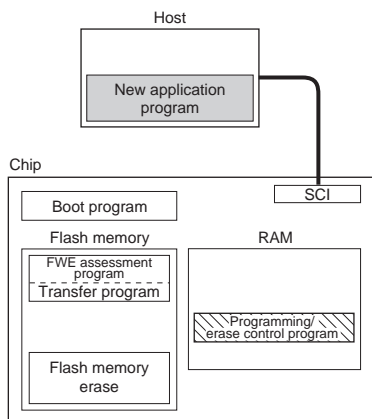 Host
New application
program
Chip
SCI
Boot program
Flash memory
RAM
FWE assessment
program
Transfer program
Programming/
erase control program
Flash memory
erase